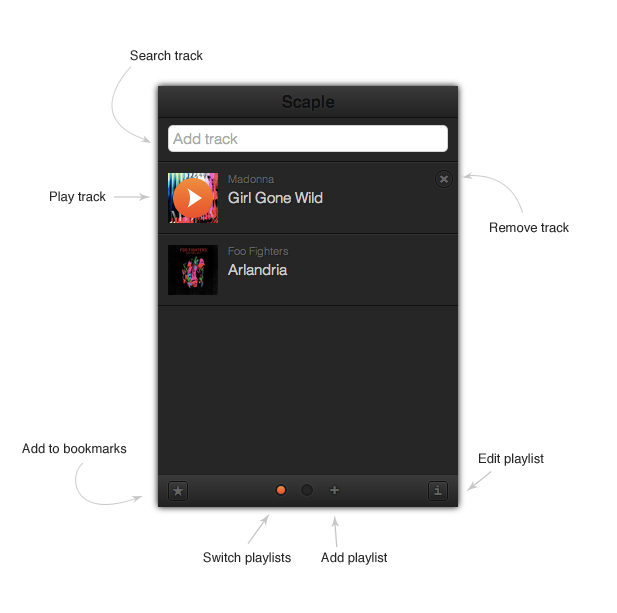 Search track
Scaple
Add track
Madonna
Girl Gone Wild
Play track
Remove track
FOO FIGHTERS
Foo Fighters
Arlandria
Add to bookmarks
Edit playlist
i
Switch playlists
Add playlist